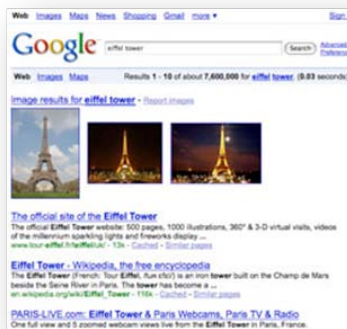 Web Images Maps News Shopping Gmail more ▼ Sign
Google eiffel tower Search Advanced
Preference
Web Images Maps Results 1 - 10 of about 7,600,000 for eiffel tower. (0.03 seconds)
Image results for eiffel tower - Report images
The official site of the Eiffel Tower
The official Eiffel Tower website: 500 pages, 1000 illustrations, 360° & 3-D virtual visits, videos
of the millennium sparkling lights and fireworks display ...
www.tour-eiffel.fr/teiffel/uk/ - 13k - Cached - Similar pages
Eiffel Tower - Wikipedia, the free encyclopedia
The Eiffel Tower (French: Tour Eiffel, is an iron tower built on the Champ de Mars
beside the Seine River in Paris. The tower has become a ...
en.wikipedia.org/wiki/Eiffel_Tower - 116k - Cached - Similar pages
PARIS-LIVE.com: Eiffel Tower & Paris Webcams, Paris TV & Radio
One full view and 5 zoomed webcam views live from the Eiffel Tower in Paris, France.